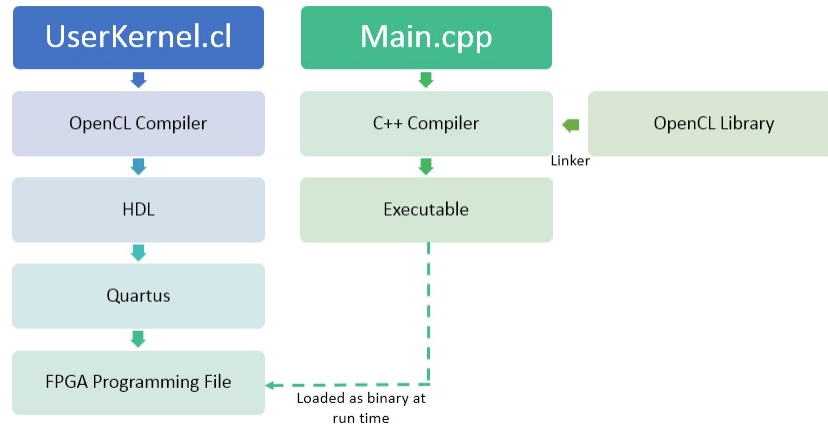 UserKernel.cl
Main.cpp
OpenCL Compiler
C++ Compiler
OpenCL Library
Linker
HDL
Executable
Quartus
FPGA Programming File
Loaded as binary at
run time